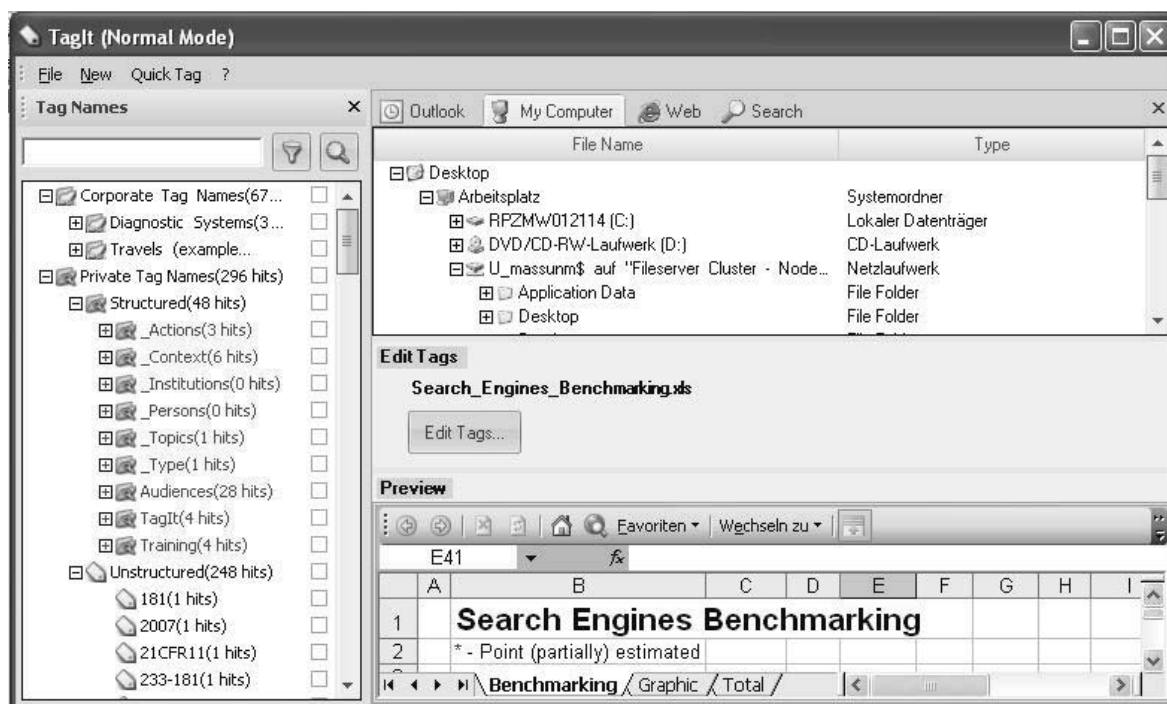 TagIt (Normal Mode)
File New Quick Tag ?
Tag Names
Corporate Tag Names(67...
Diagnostic Systems(3...
Travels (example...
Private Tag Names(296 hits)
Structured(48 hits)
_Actions(3 hits)
_Context(6 hits)
_Institutions(0 hits)
_Persons(0 hits)
_Topics(1 hits)
_Type(1 hits)
Audiences(28 hits)
TagIt(4 hits)
Training(4 hits)
Unstructured(248 hits)
181(1 hits)
2007(1 hits)
21CFR11(1 hits)
233-181(1 hits)
Outlook My Computer Web Search
File Name Type
Desktop
Arbeitsplatz Systemordner
RPZMW012114 (C:) Lokaler Datenträger
DVD/CD-RW-Laufwerk (D:) CD-Laufwerk
U_massunm$ auf "Fileserver Cluster - Node... Netzlaufwerk
Application Data File Folder
Desktop File Folder
Edit Tags
Search_Engines_Benchmarking.xls
Edit Tags...
Preview
Favoriten Wechseln zu
E41 fx
A B C D E F G H I
1 Search Engines Benchmarking
2 * - Point (partially) estimated
Benchmarking Graphic Total